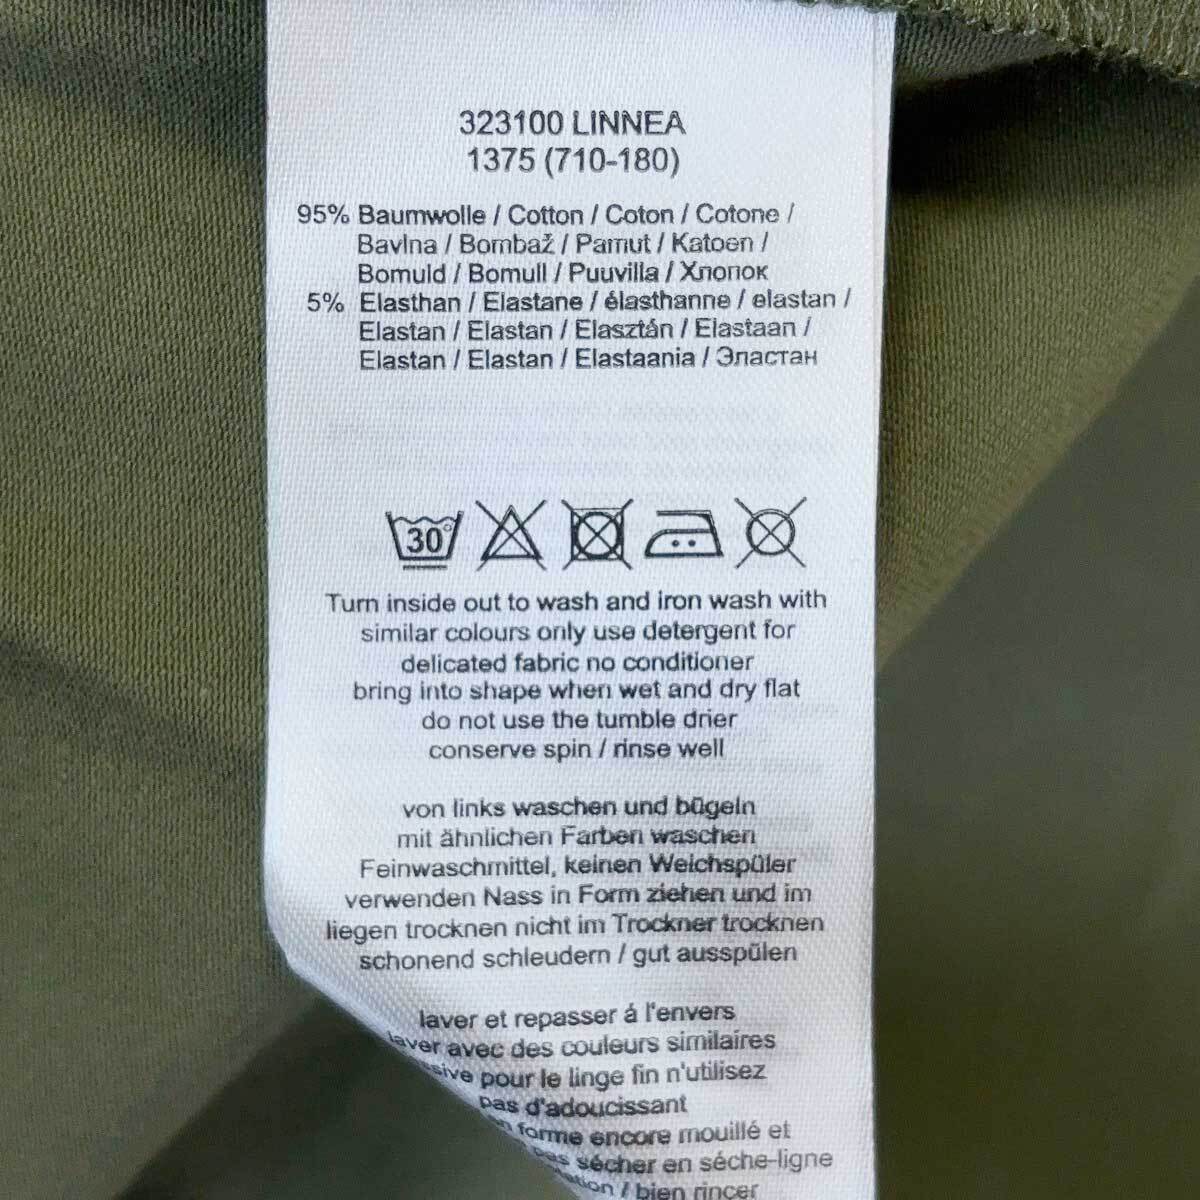 323100 LINNEA
1375 (710-180)
95% Baumwolle / Cotton / Coton / Cotone /
Bavlna / Bombaž / Pamut / Katoen /
Bomuld / Bomull / Puuvilla / Хлопок
5% Elasthan / Elastane / élasthanne / elastan /
Elastan / Elastan / Elasztán / Elastaan /
Elastan / Elastan / Elastaania / Эластан
30°
Turn inside out to wash and iron wash with
similar colours only use detergent for
delicated fabric no conditioner
bring into shape when wet and dry flat
do not use the tumble drier
conserve spin / rinse well
von links waschen und bügeln
mit ähnlichen Farben waschen
Feinwaschmittel, keinen Weichspüler
verwenden Nass in Form ziehen und im
liegen trocknen nicht im Trockner trocknen
schonend schleudern / gut ausspülen
laver et repasser á l'envers
laver avec des couleurs similaires
pour le linge fin n'utilisez
pas d'adoucissant
forme encore mouillé et
pas sécher en séche-ligne
/ bien rincer